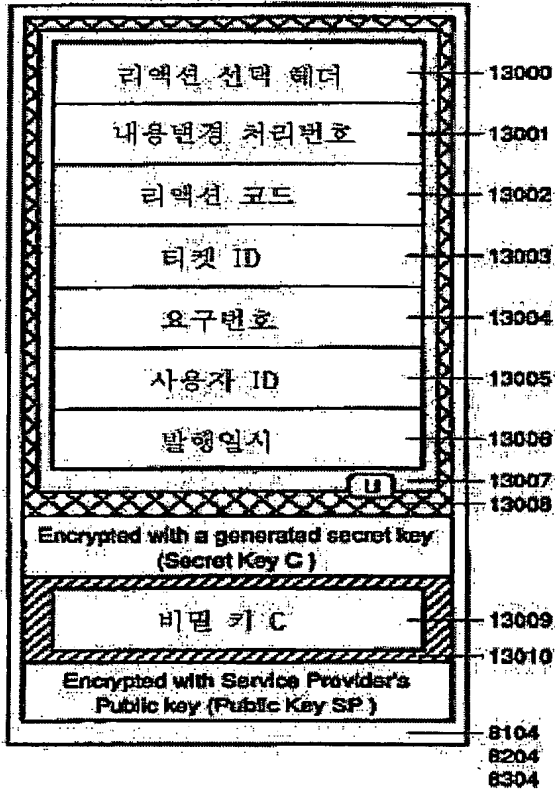 리액션 선택 헤더 13000
내용변경 처리번호 13001
리액션 코드 13002
티켓 ID 13003
요구번호 13004
사용자 ID 13005
발행일시 13006
13007
U 13008
Encrypted with a generated secret key
(Secret Key C )
비밀 키 C 13009
13010
Encrypted with Service Provider's
Public key (Public Key SP )
8104
8204
8304